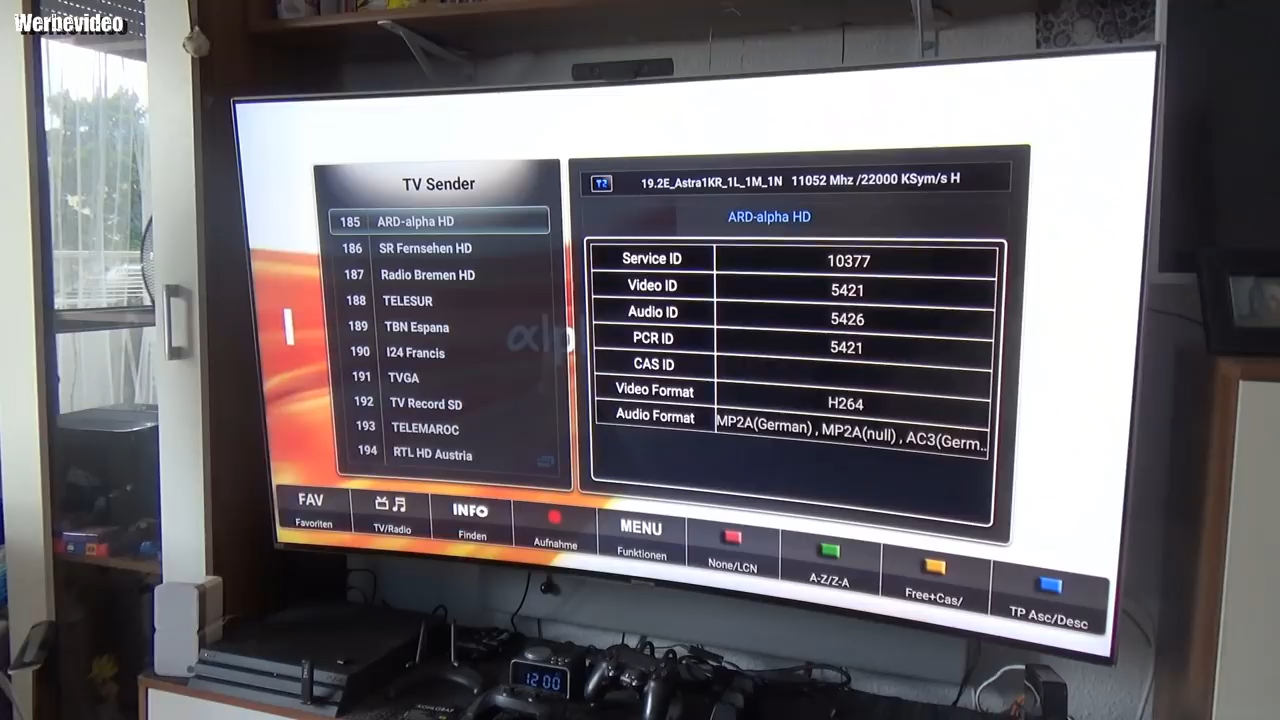 Werbevideo
TV Sender
185 ARD-alpha HD
186 SR Fernsehen HD
187 Radio Bremen HD
188 TELESUR
189 TBN Espana
190 I24 Francis
191 TVGA
192 TV Record SD
193 TELEMAROC
194 RTL HD Austria
T2 19.2E_Astra1KR_1L_1M_1N 11052 Mhz /22000 KSym/s H
ARD-alpha HD
Service ID 10377
Video ID 5421
Audio ID 5426
PCR ID 5421
CAS ID
Video Format H264
Audio Format MP2A(German) , MP2A(null) , AC3(Germ..
alp
FAV INFO MENU
Favoriten TV/Radio Finden Aufnahme Funktionen None/LCN A-Z/Z-A Free+Cas/ TP Asc/Desc
12:00